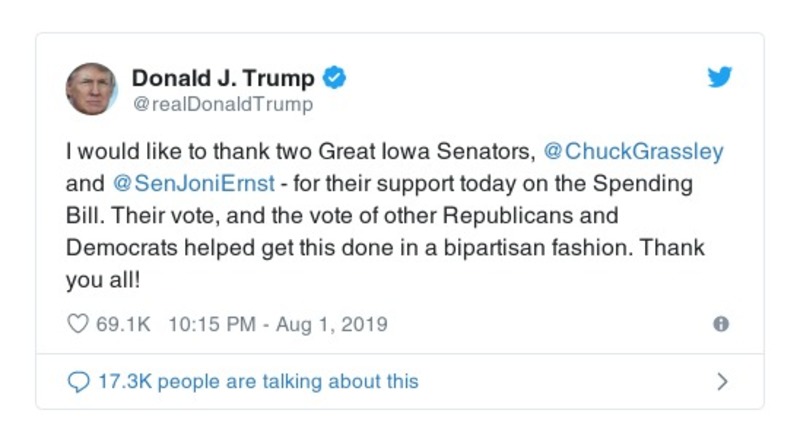 Donald J. Trump
@realDonaldTrump
I would like to thank two Great Iowa Senators, @ChuckGrassley
and @SenJoniErnst - for their support today on the Spending
Bill. Their vote, and the vote of other Republicans and
Democrats helped get this done in a bipartisan fashion. Thank
you all!
69.1K 10:15 PM - Aug 1, 2019
17.3K people are talking about this